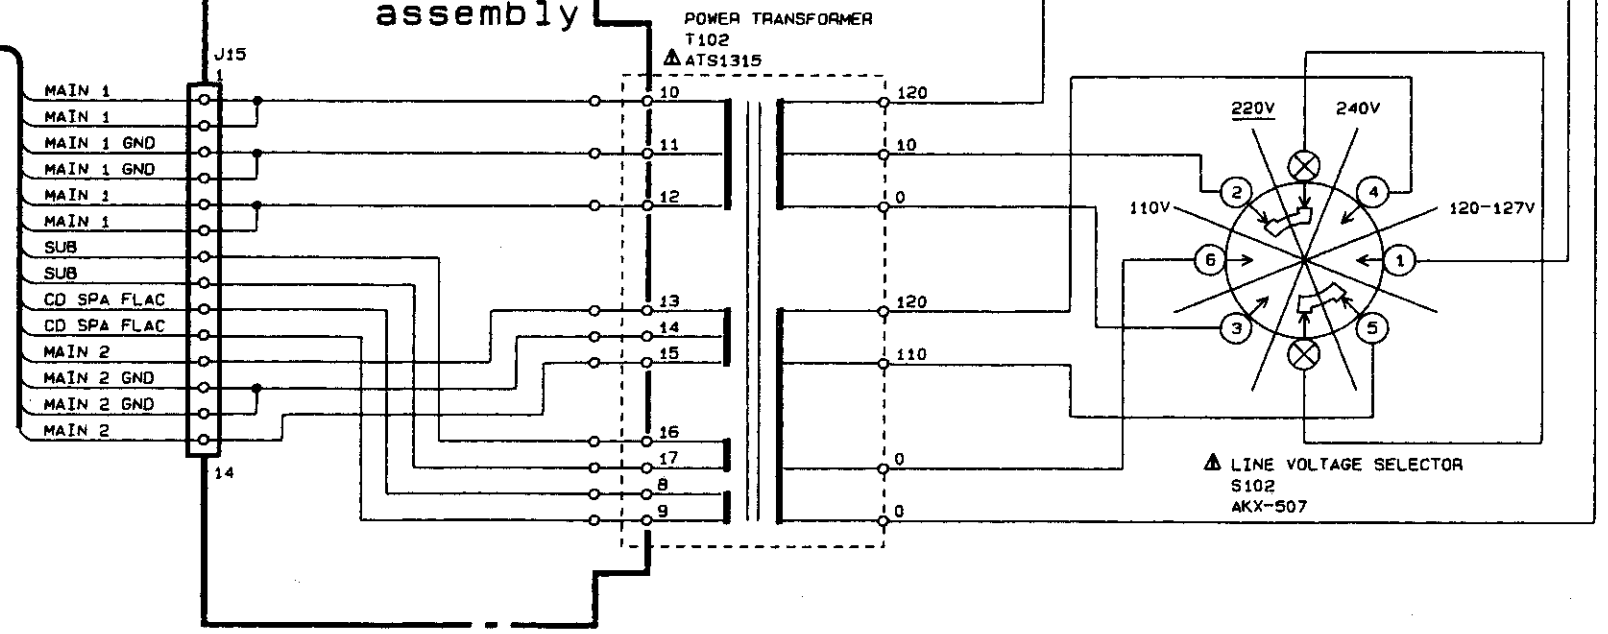 assembly
POWER TRANSFORMER
T102
ATS1315
J15
1
MAIN 1
MAIN 1
MAIN 1 GND
MAIN 1 GND
MAIN 1
MAIN 1
SUB
SUB
CD SPA FLAC
CD SPA FLAC
MAIN 2
MAIN 2 GND
MAIN 2 GND
MAIN 2
14
10
11
12
13
14
15
16
17
8
9
120
10
0
120
110
0
0
220V
240V
110V
120-127V
2
4
6
1
3
5
LINE VOLTAGE SELECTOR
S102
AKX-507